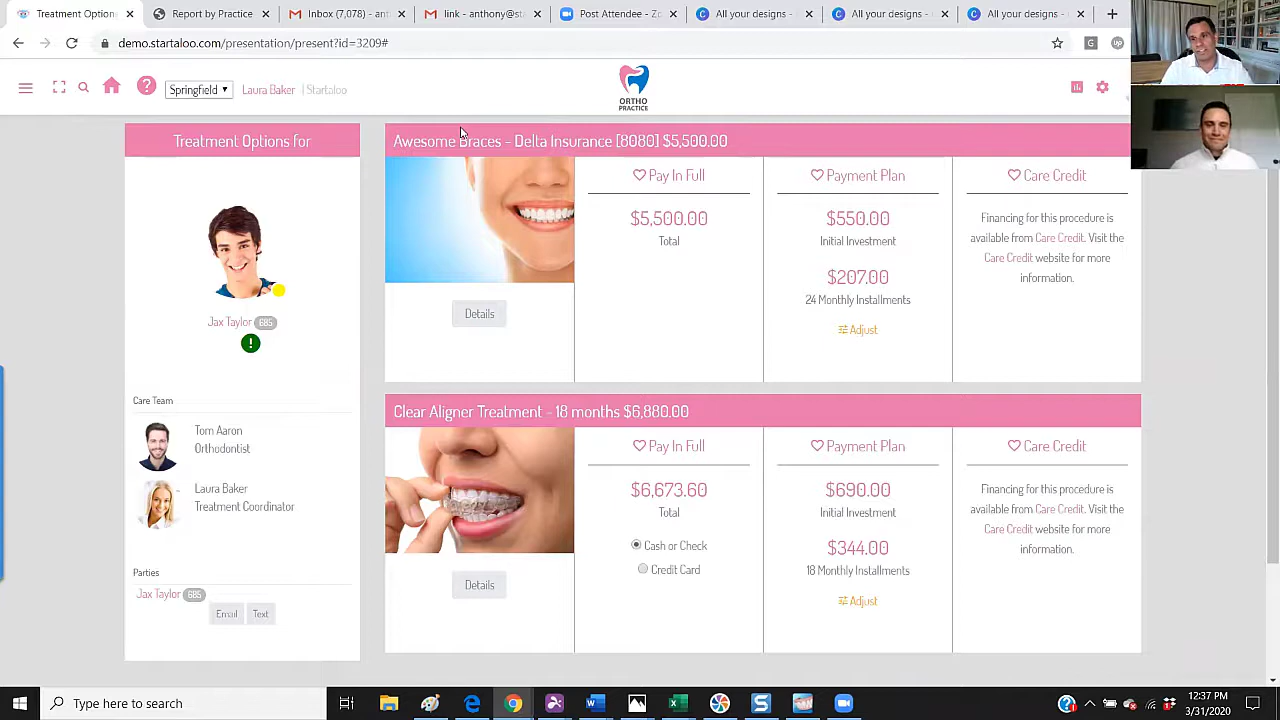 Treatment Options
Report by Practice
Inbox (7,078) - ant
link - anthony@st
Post Attendee - Zo
All your designs -
All your designs -
All your designs -
demo.startaloo.com/presentation/present?id=3209#
G
up
Springfield
Laura Baker | Startaloo
ORTHO
PRACTICE
Treatment Options for
Jax Taylor 685
!
Care Team
Tom Aaron
Orthodontist
Laura Baker
Treatment Coordinator
Parties
Jax Taylor 685
Email Text
Awesome Braces - Delta Insurance [8080] $5,500.00
Details
Pay In Full
$5,500.00
Total
Payment Plan
$550.00
Initial Investment
$207.00
24 Monthly Installments
Adjust
Care Credit
Financing for this procedure is
available from Care Credit. Visit the
Care Credit website for more
information.
Clear Aligner Treatment - 18 months $6,880.00
Details
Pay In Full
$6,673.60
Total
Cash or Check
Credit Card
Payment Plan
$690.00
Initial Investment
$344.00
18 Monthly Installments
Adjust
Care Credit
Financing for this procedure is
available from Care Credit. Visit the
Care Credit website for more
information.
Type here to search
12:37 PM
3/31/2020